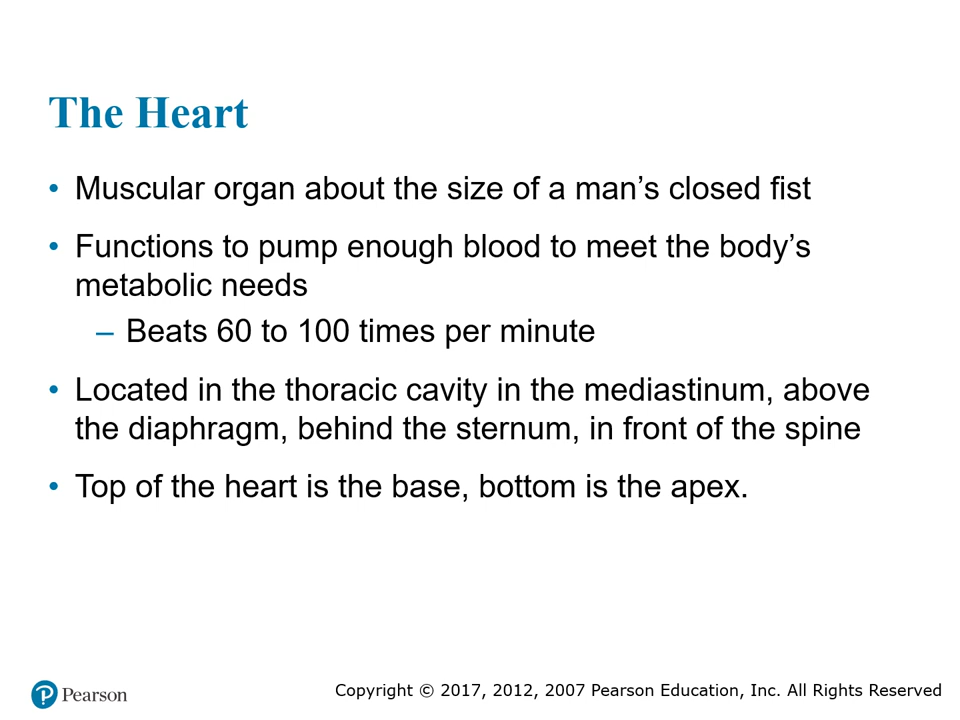 The Heart
• Muscular organ about the size of a man’s closed fist
• Functions to pump enough blood to meet the body’s
metabolic needs
– Beats 60 to 100 times per minute
• Located in the thoracic cavity in the mediastinum, above
the diaphragm, behind the sternum, in front of the spine
• Top of the heart is the base, bottom is the apex.
P Pearson
Copyright © 2017, 2012, 2007 Pearson Education, Inc. All Rights Reserved